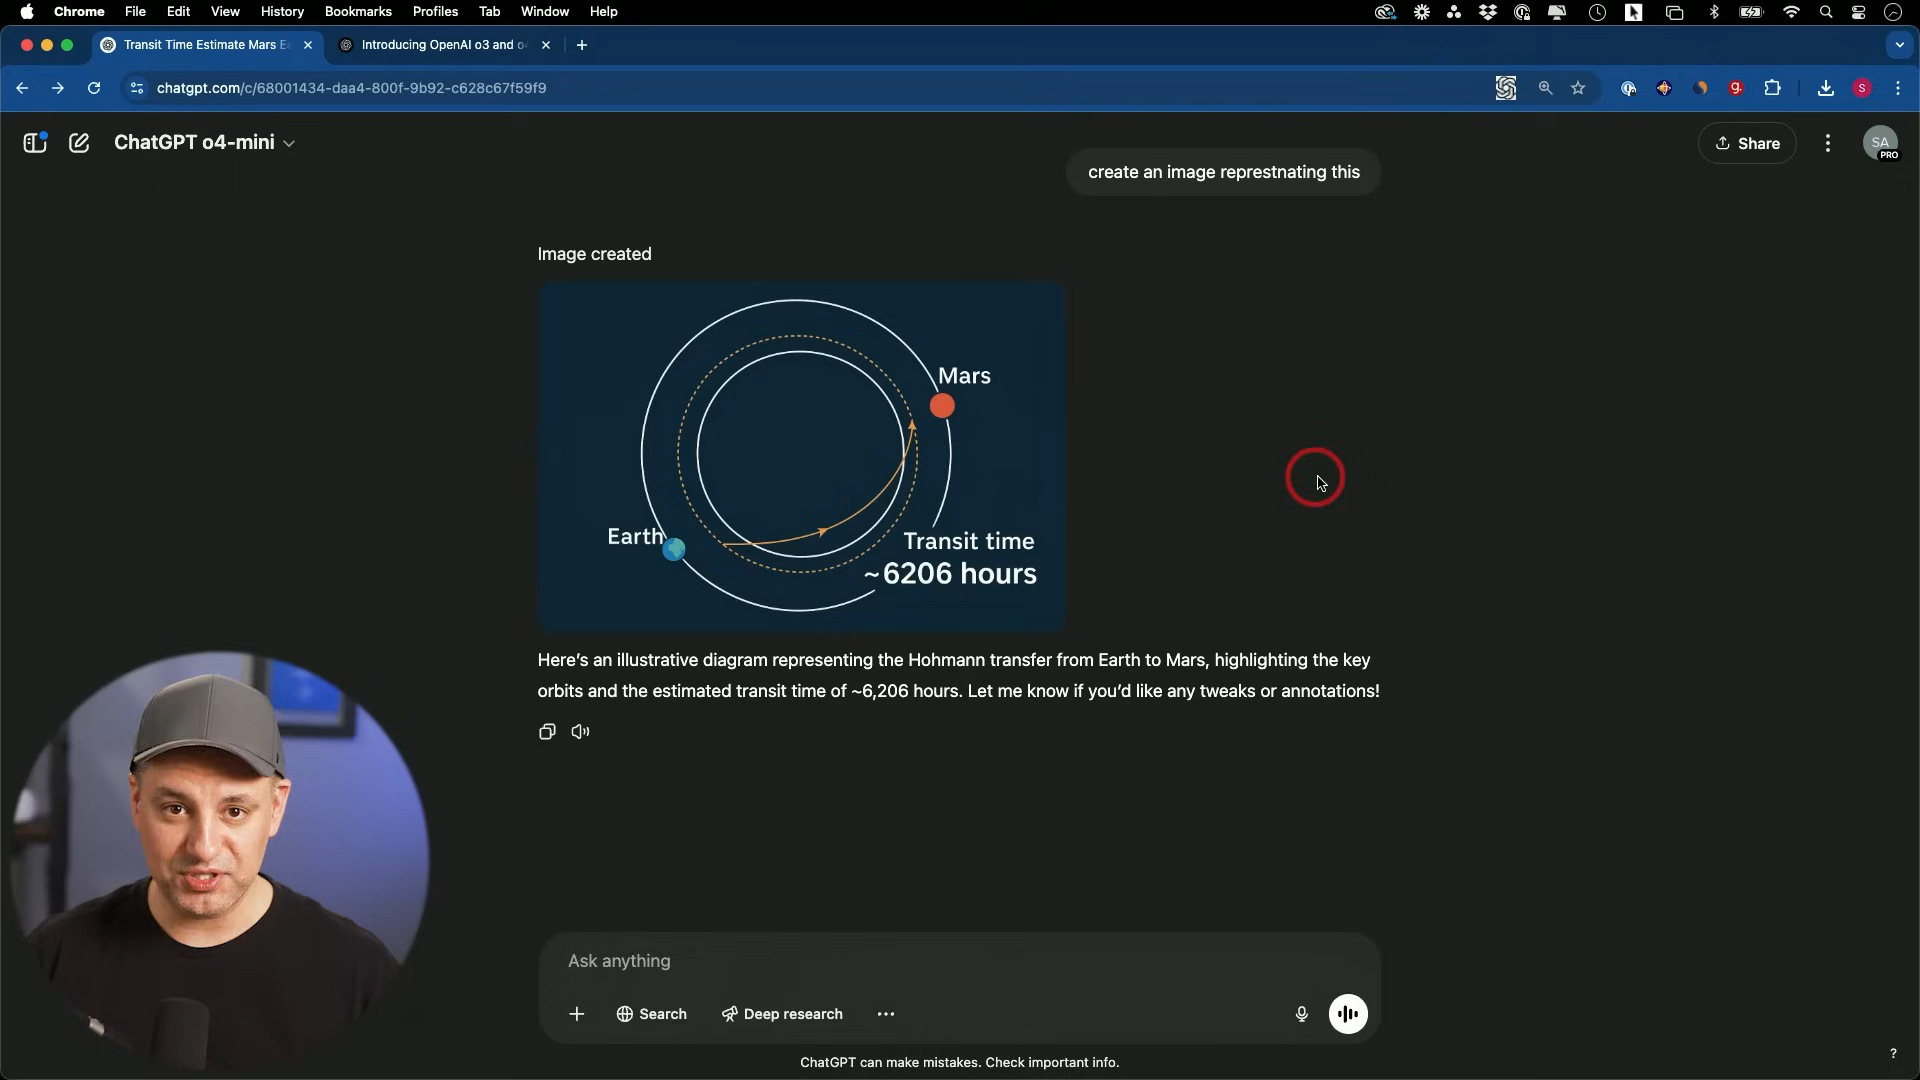 Chrome File Edit View History Bookmarks Profiles Tab Window Help
Transit Time Estimate Mars Ea
Introducing OpenAI o3 and o4
chatgpt.com/c/68001434-daa4-800f-9b92-c628c67f59f9
g.
S
ChatGPT o4-mini
Share
SA
PRO
create an image represtnating this
Image created
Mars
Earth
Transit time
~6206 hours
Here's an illustrative diagram representing the Hohmann transfer from Earth to Mars, highlighting the key
orbits and the estimated transit time of ~6,206 hours. Let me know if you'd like any tweaks or annotations!
Ask anything
Search
Deep research
ChatGPT can make mistakes. Check important info.
?